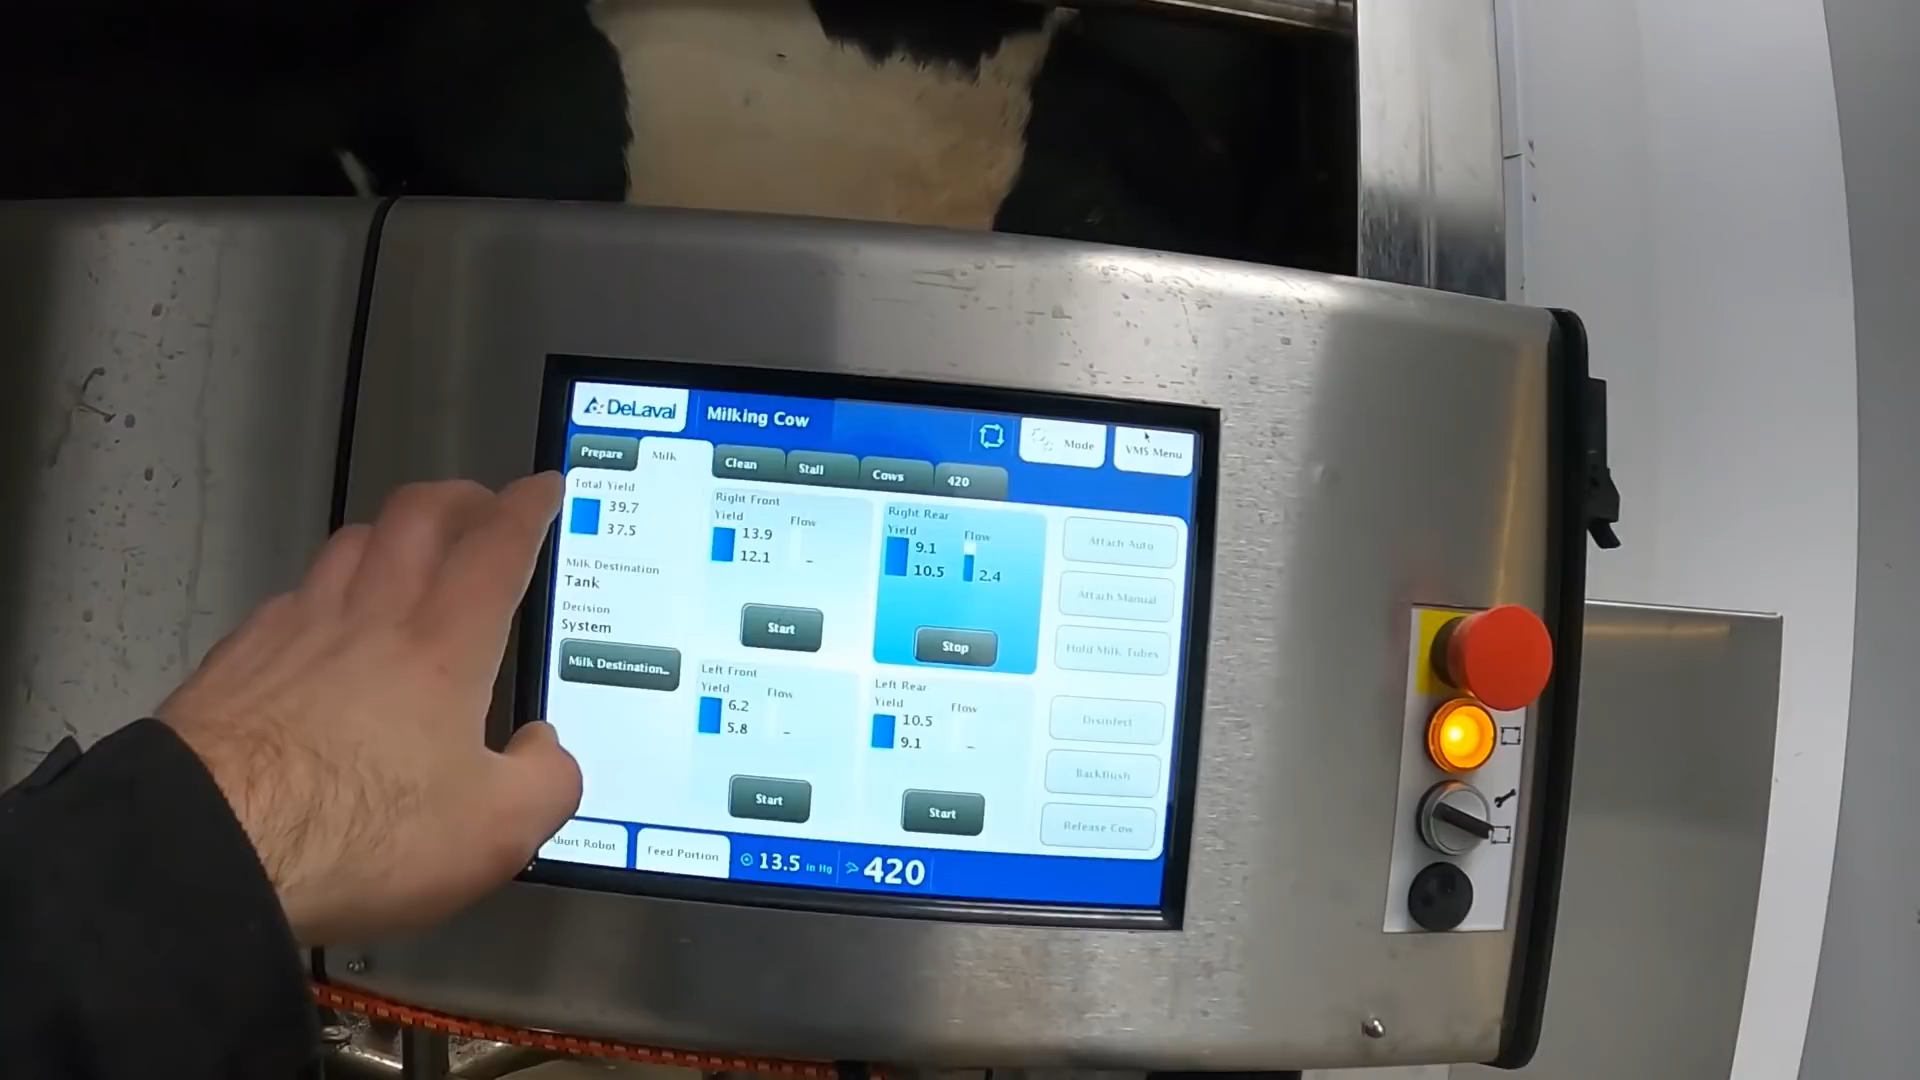 DeLaval
Milking Cow
Mode
VMS Menu
Prepare
Milk
Clean
Stall
Cows
420
Total Yield
39.7
37.5
Milk Destination
Tank
Decision
System
Milk Destination...
Right Front
Yield Flow
13.9
12.1 -
Start
Right Rear
Yield Flow
9.1
10.5 2.4
Stop
Left Front
Yield Flow
6.2
5.8 -
Start
Left Rear
Yield Flow
10.5
9.1 -
Start
Attach Auto
Attach Manual
Hold Milk Tubes
Disinfect
Backflush
Release Cow
Abort Robot
Feed Portion
13.5 in Hg
420